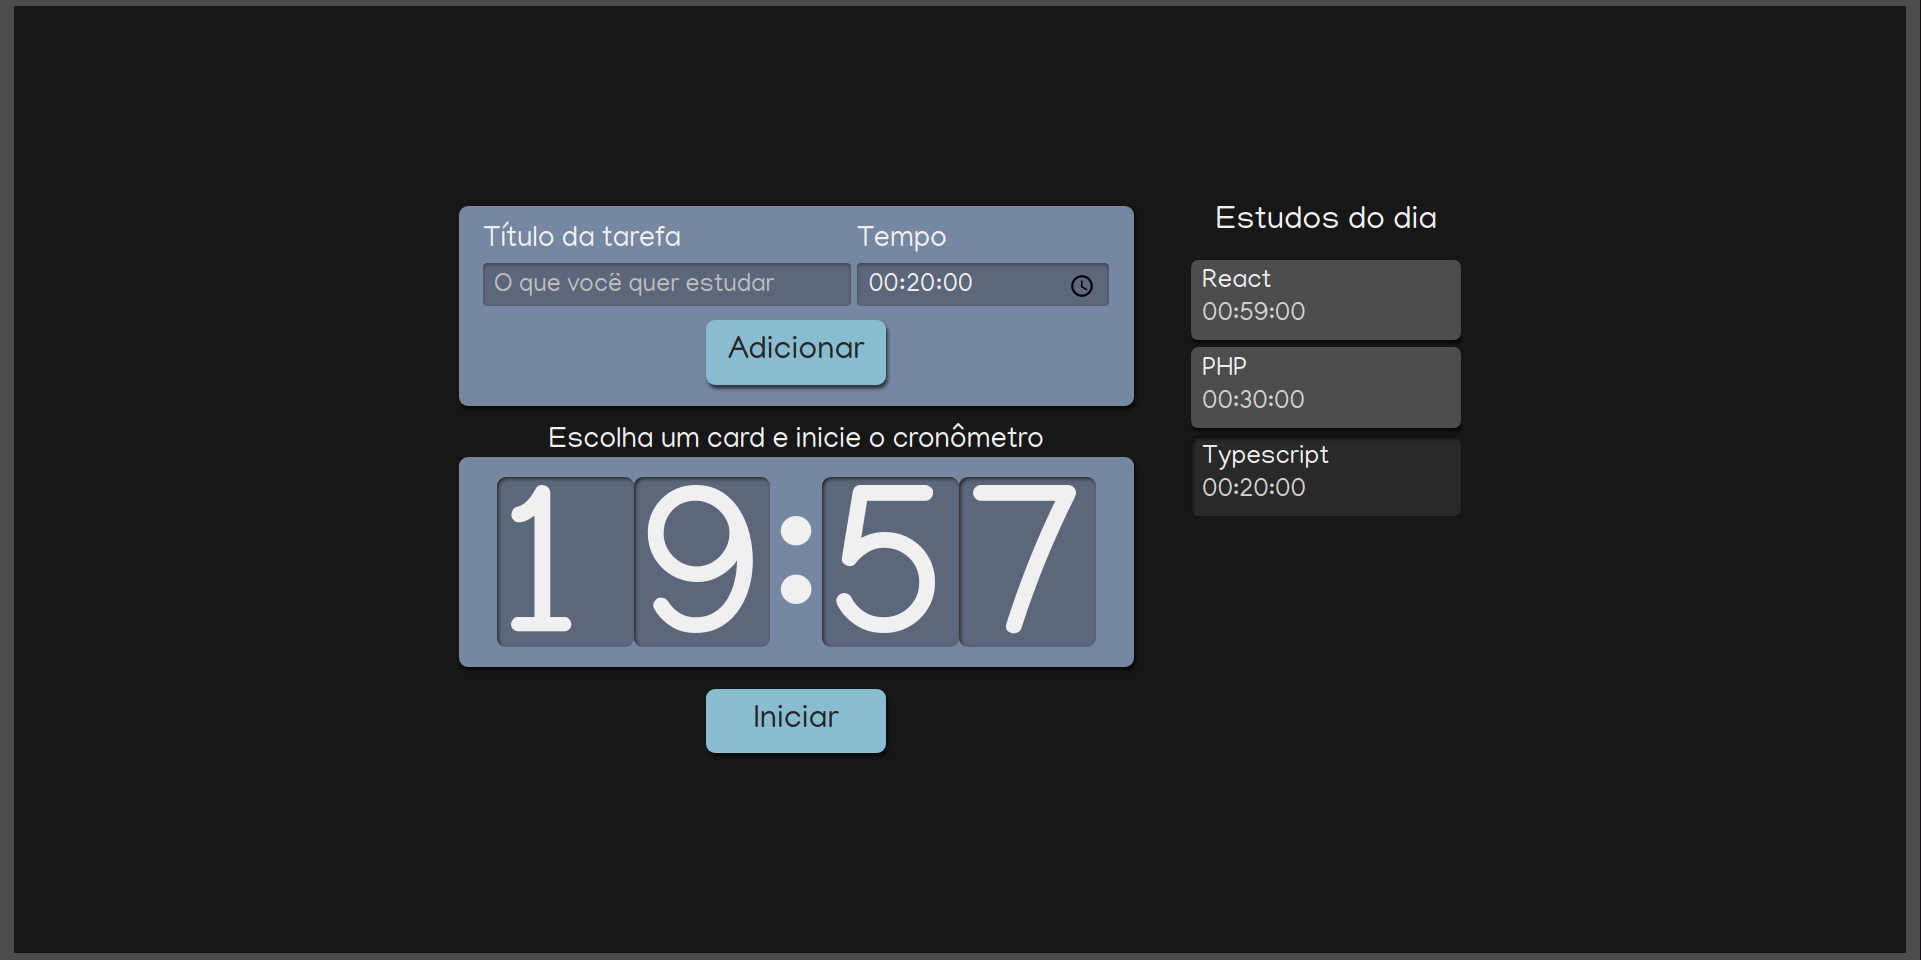 Título da tarefa
Tempo
O que você quer estudar
00:20:00
Adicionar
Escolha um card e inicie o cronômetro
19:57
Iniciar
Estudos do dia
React
00:59:00
PHP
00:30:00
Typescript
00:20:00